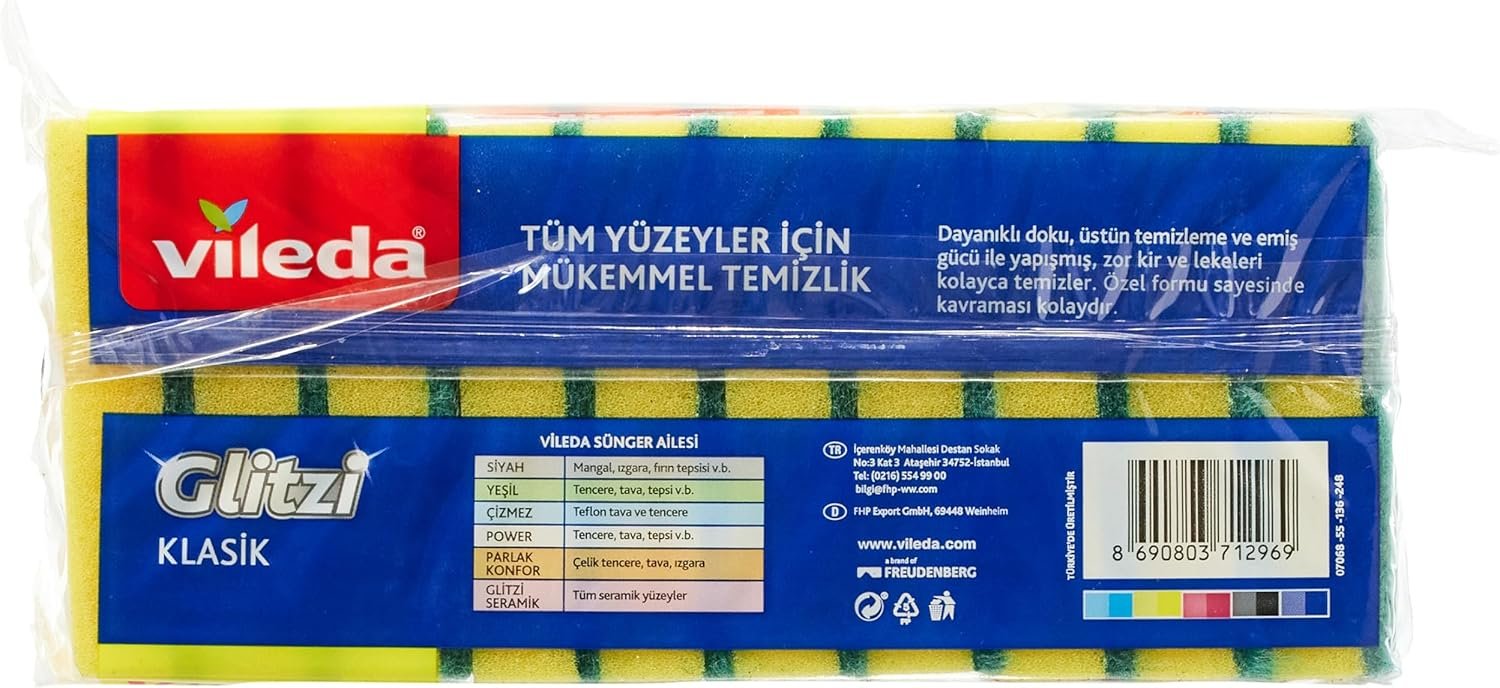 vileda®
TÜM YÜZEYLER İÇİN
MÜKEMMEL TEMİZLİK
Dayanıklı doku, üstün temizleme ve emiş
gücü ile yapışmış, zor kir ve lekeleri
kolayca temizler. Özel formu sayesinde
kavraması kolaydır.
Glitzi
KLASİK
VİLEDA SÜNGER AİLESİ
SİYAH Mangal, ızgara, fırın tepsisi v.b.
YEŞİL Tencere, tava, tepsi v.b.
ÇİZMEZ Teflon tava ve tencere
POWER Tencere, tava, tepsi v.b.
PARLAK
KONFOR Çelik tencere, tava, ızgara
GLİTZİ
SERAMİK Tüm seramik yüzeyler
TR İçerenköy Mahallesi Destan Sokak
No:3 Kat 3 Ataşehir 34752-İstanbul
Tel: (0216) 554 99 00
bilgi@fhp-ww.com
D FHP Export GmbH, 69448 Weinheim
www.vileda.com
a brand of
FREUDENBERG
TÜRKİYE'DE ÜRETİLMİŞTİR
8 690803 712969
07068 -55 -136 -248